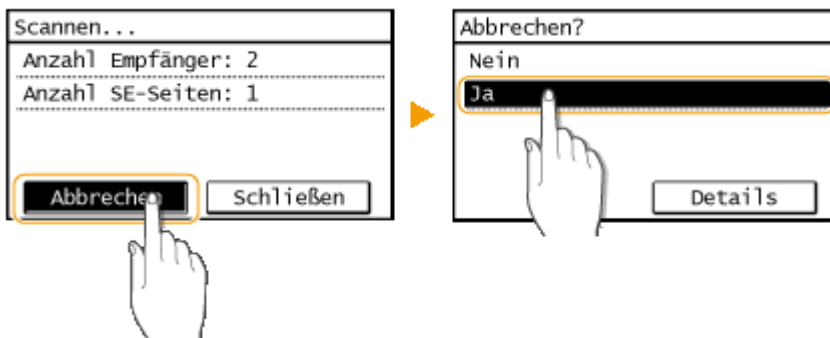 Scannen...
Anzahl Empfänger: 2
Anzahl SE-Seiten: 1
Abbrechen
Schließen
Abbrechen?
Nein
Ja
Details